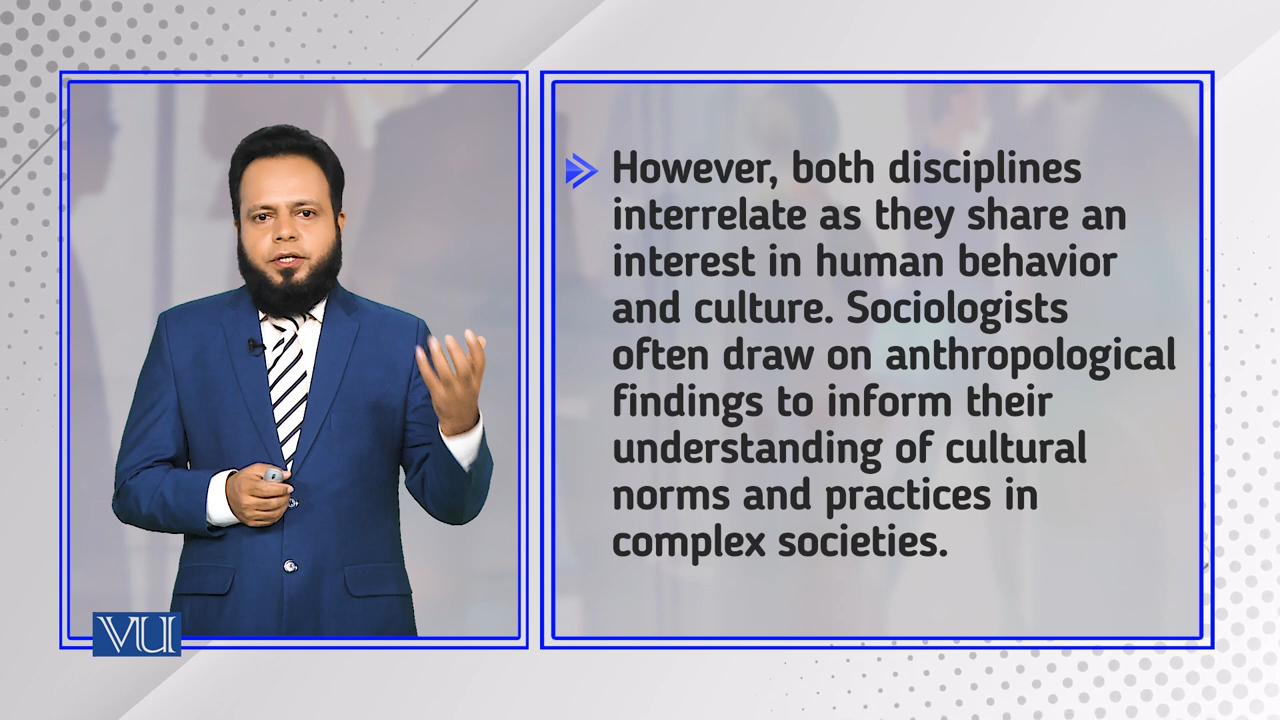 However, both disciplines
interrelate as they share an
interest in human behavior
and culture. Sociologists
often draw on anthropological
findings to inform their
understanding of cultural
norms and practices in
complex societies.
VU